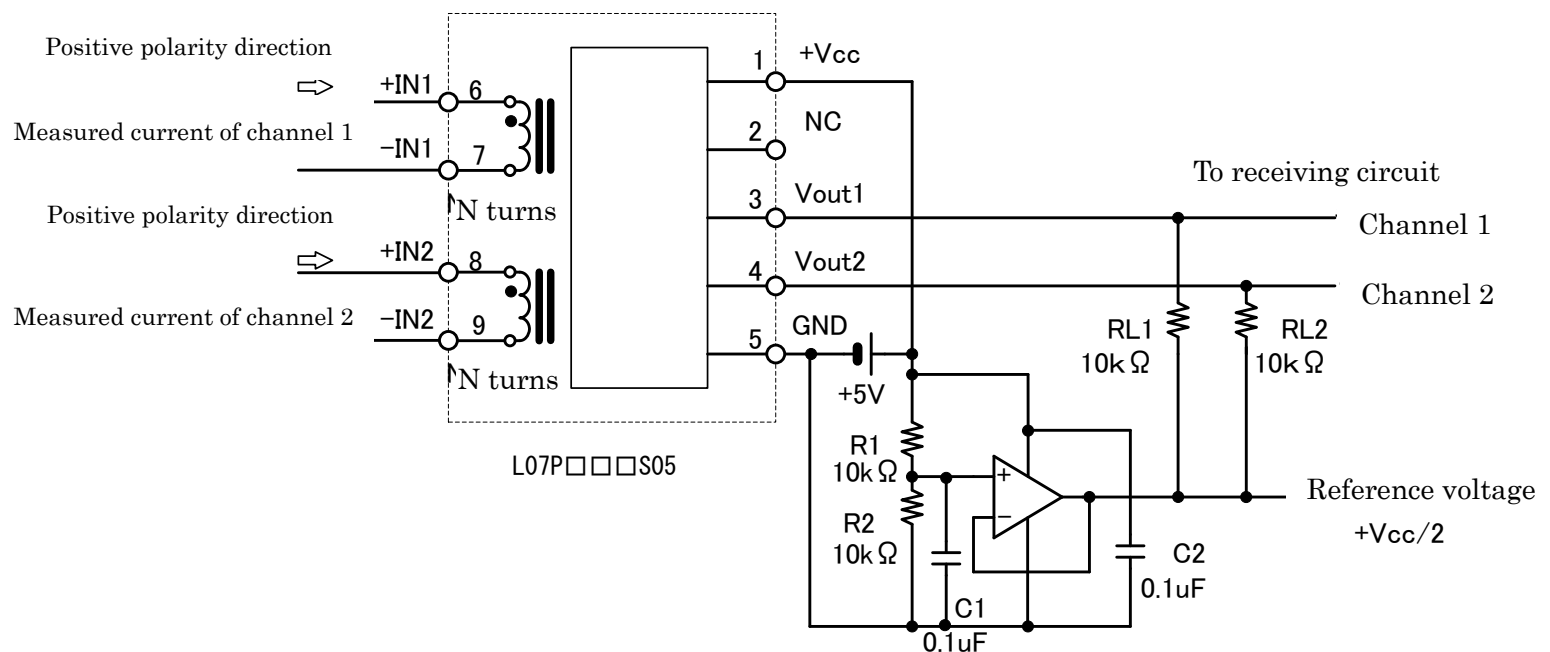 Positive polarity direction
+IN1
6
Measured current of channel 1
−IN1
7
N turns
Positive polarity direction
+IN2
8
Measured current of channel 2
−IN2
9
N turns
1
+Vcc
2
NC
3
Vout1
4
Vout2
5
GND
+5V
L07P□□□S05
To receiving circuit
Channel 1
Channel 2
RL1
10kΩ
RL2
10kΩ
R1
10kΩ
R2
10kΩ
+
−
C1
0.1uF
C2
0.1uF
Reference voltage
+Vcc/2